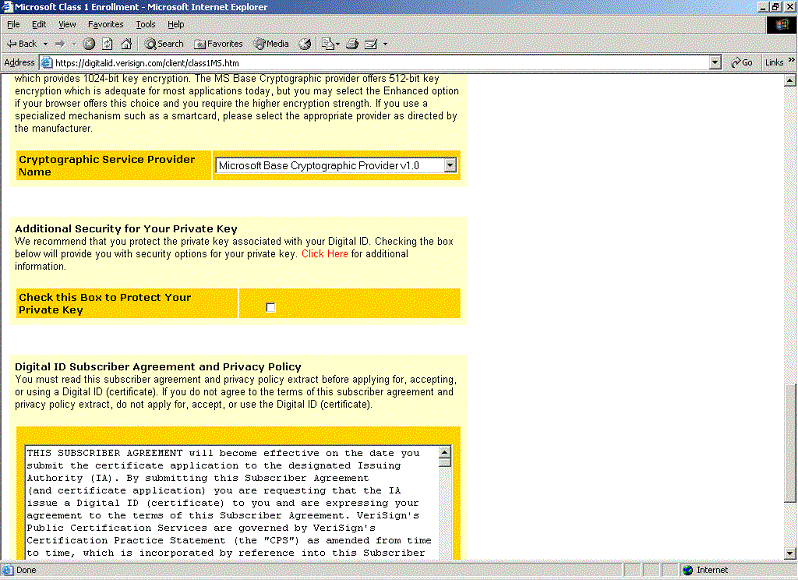 Microsoft Class 1 Enrollment - Microsoft Internet Explorer
File Edit View Favorites Tools Help
Back Search Favorites Media
Address https://digitalid.verisign.com/client/class1MS.htm Go Links »
which provides 1024-bit key encryption. The MS Base Cryptographic provider offers 512-bit key
encryption which is adequate for most applications today, but you may select the Enhanced option
if your browser offers this choice and you require the higher encryption strength. If you use a
specialized mechanism such as a smartcard, please select the appropriate provider as directed by
the manufacturer.
Cryptographic Service Provider
Name
Microsoft Base Cryptographic Provider v1.0
Additional Security for Your Private Key
We recommend that you protect the private key associated with your Digital ID. Checking the box
below will provide you with security options for your private key. Click Here for additional
information.
Check this Box to Protect Your
Private Key
Digital ID Subscriber Agreement and Privacy Policy
You must read this subscriber agreement and privacy policy extract before applying for, accepting,
or using a Digital ID (certificate). If you do not agree to the terms of this subscriber agreement and
privacy policy extract, do not apply for, accept, or use the Digital ID (certificate).
THIS SUBSCRIBER AGREEMENT will become effective on the date you
submit the certificate application to the designated Issuing
Authority (IA). By submitting this Subscriber Agreement
(and certificate application) you are requesting that the IA
issue a Digital ID (certificate) to you and are expressing your
agreement to the terms of this Subscriber Agreement. VeriSign's
Public Certification Services are governed by VeriSign's
Certification Practice Statement (the "CPS") as amended from time
to time, which is incorporated by reference into this Subscriber
Done Internet